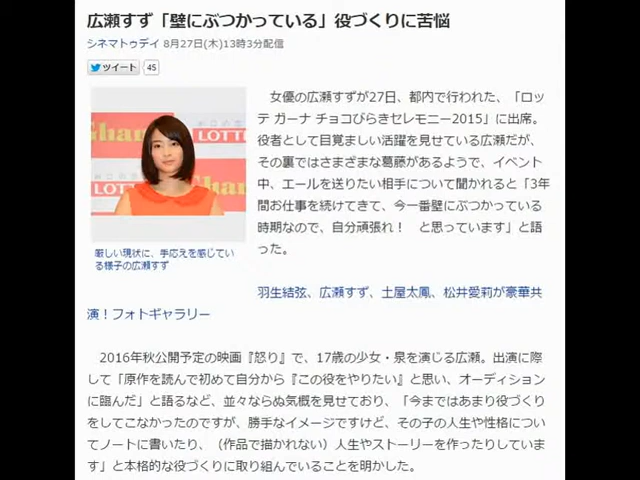 広瀬すず「壁にぶつかっている」役づくりに苦悩
シネマトゥデイ 8月27日(木)13時3分配信
ツイート 45
Ghana
LOTTE
LOTTE
女優の広瀬すずが27日、都内で行われた、「ロッ
テ ガーナ チョコびらきセレモニー2015」に出席。
役者として目覚ましい活躍を見せている広瀬だが、
その裏ではさまざまな葛藤があるようで、イベント
中、エールを送りたい相手について聞かれると「3年
間お仕事を続けてきて、今一番壁にぶつかっている
時期なので、自分頑張れ！ と思っています」と語
った。
厳しい現状に、手応えを感じてい
る様子の広瀬すず
羽生結弦、広瀬すず、土屋太鳳、松井愛莉が豪華共
演！フォトギャラリー
2016年秋公開予定の映画『怒り』で、17歳の少女・泉を演じる広瀬。出演に際
して「原作を読んで初めて自分から『この役をやりたい』と思い、オーディション
に臨んだ」と語るなど、並々ならぬ気概を見せており、「今まではあまり役づくり
をしてこなかったのですが、勝手なイメージですけど、その子の人生や性格につい
てノートに書いたり、（作品で描かれない）人生やストーリーを作ったりしていま
す」と本格的な役づくりに取り組んでいることを明かした。